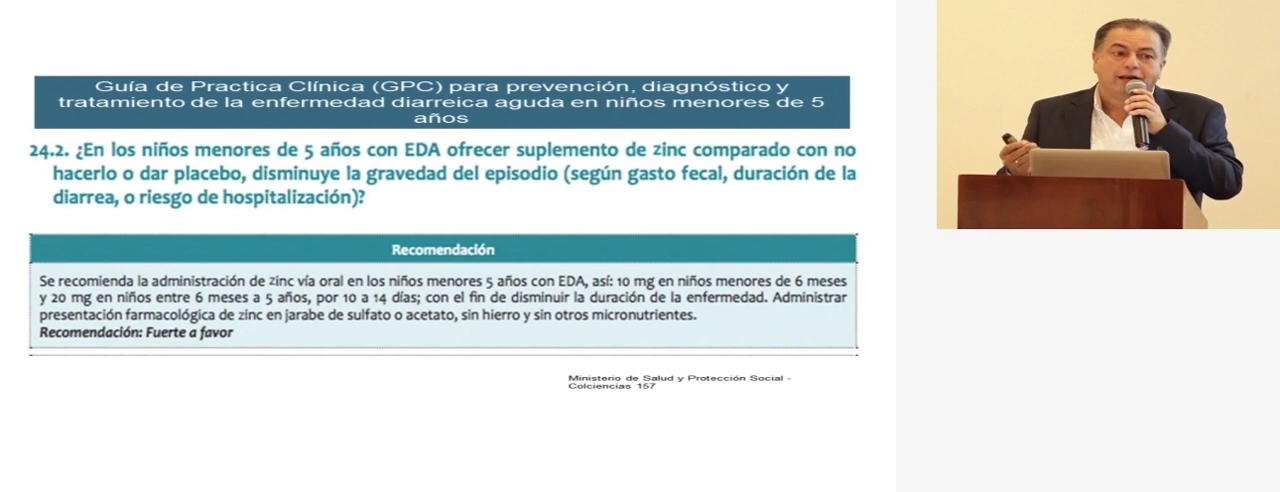 Guía de Practica Clínica (GPC) para prevención, diagnóstico y
tratamiento de la enfermedad diarreica aguda en niños menores de 5
años
24.2. ¿En los niños menores de 5 años con EDA ofrecer suplemento de zinc comparado con no
hacerlo o dar placebo, disminuye la gravedad del episodio (según gasto fecal, duración de la
diarrea, o riesgo de hospitalización)?
Recomendación
Se recomienda la administración de zinc vía oral en los niños menores 5 años con EDA, así: 10 mg en niños menores de 6 meses
y 20 mg en niños entre 6 meses a 5 años, por 10 a 14 días; con el fin de disminuir la duración de la enfermedad. Administrar
presentación farmacológica de zinc en jarabe de sulfato o acetato, sin hierro y sin otros micronutrientes.
Recomendación: Fuerte a favor
Ministerio de Salud y Protección Social -
Colciencias 157